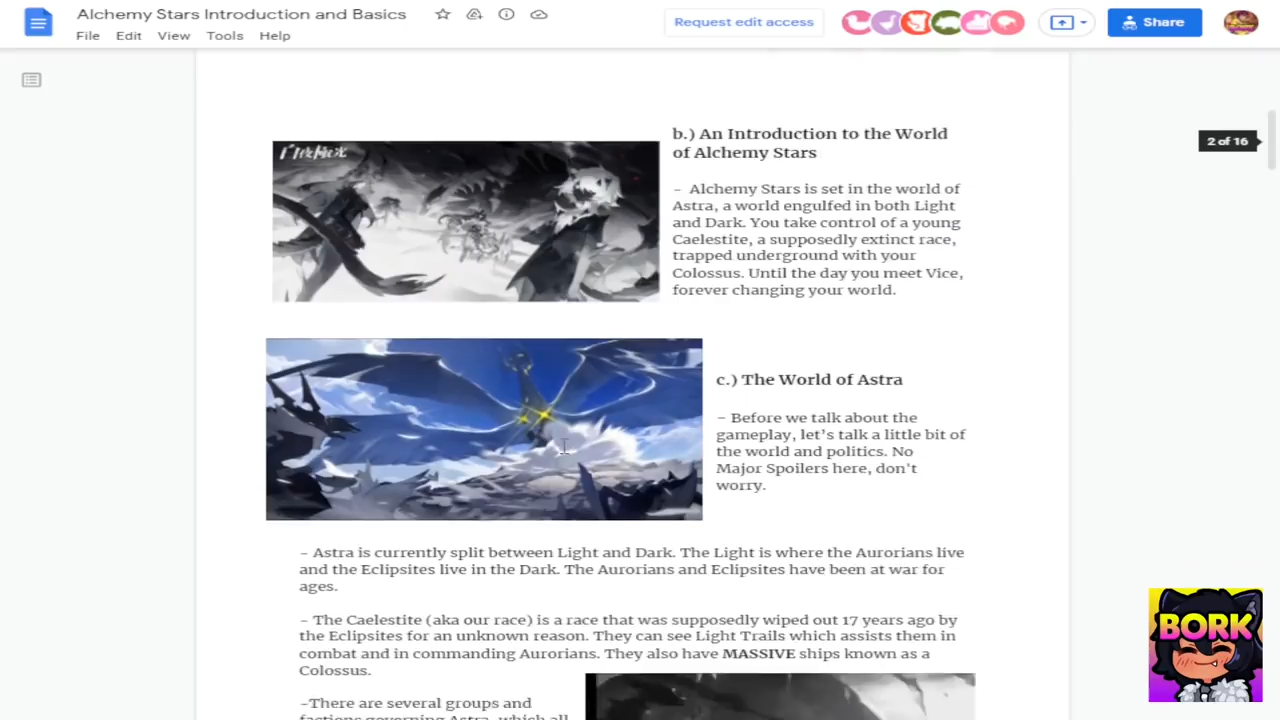 Alchemy Stars Introduction and Basics
File Edit View Tools Help
Request edit access
Share
2 of 16
b.) An Introduction to the World
of Alchemy Stars
- Alchemy Stars is set in the world of
Astra, a world engulfed in both Light
and Dark. You take control of a young
Caelestite, a supposedly extinct race,
trapped underground with your
Colossus. Until the day you meet Vice,
forever changing your world.
c.) The World of Astra
- Before we talk about the
gameplay, let's talk a little bit of
the world and politics. No
Major Spoilers here, don't
worry.
- Astra is currently split between Light and Dark. The Light is where the Aurorians live
and the Eclipsites live in the Dark. The Aurorians and Eclipsites have been at war for
ages.
- The Caelestite (aka our race) is a race that was supposedly wiped out 17 years ago by
the Eclipsites for an unknown reason. They can see Light Trails which assists them in
combat and in commanding Aurorians. They also have MASSIVE ships known as a
Colossus.
-There are several groups and
factions governing Astra, which all
BORK